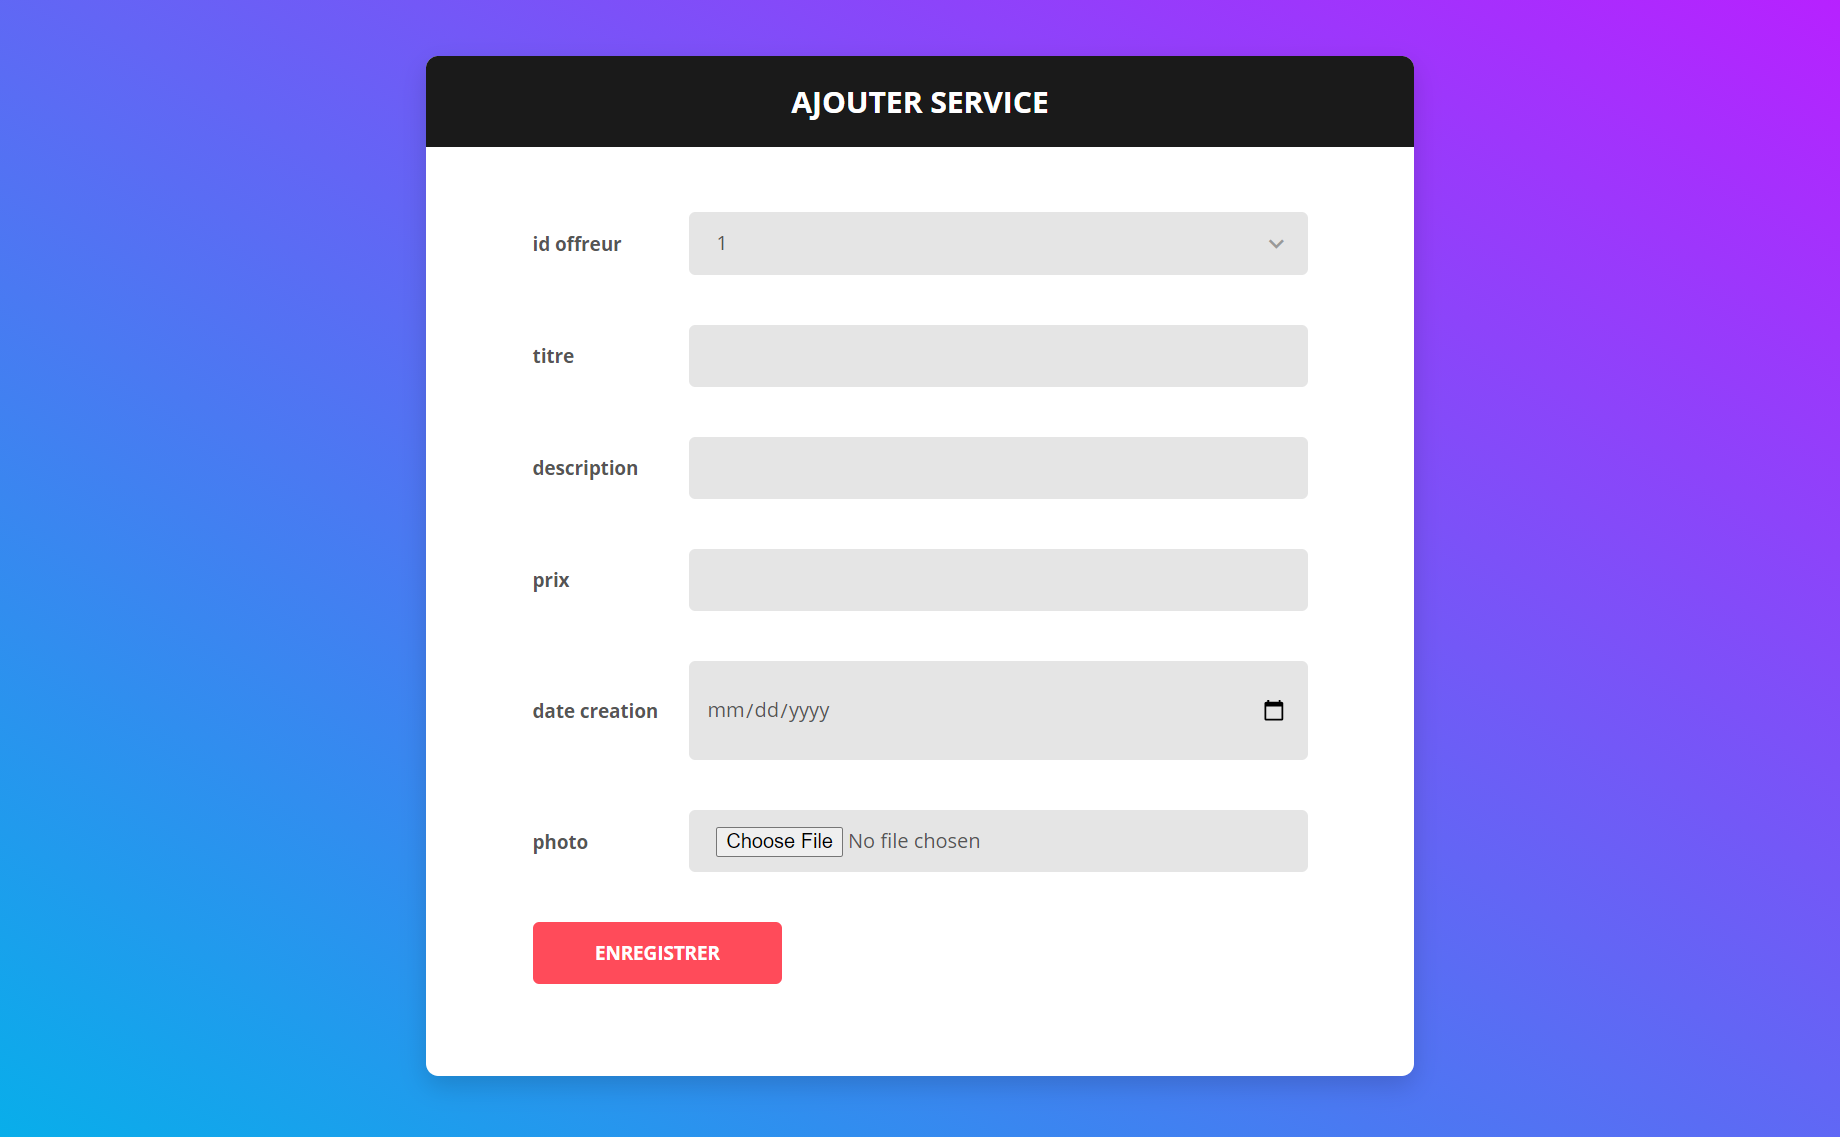 AJOUTER SERVICE
id offreur
1
titre
description
prix
date creation
mm/dd/yyyy
photo
Choose File No file chosen
ENREGISTRER